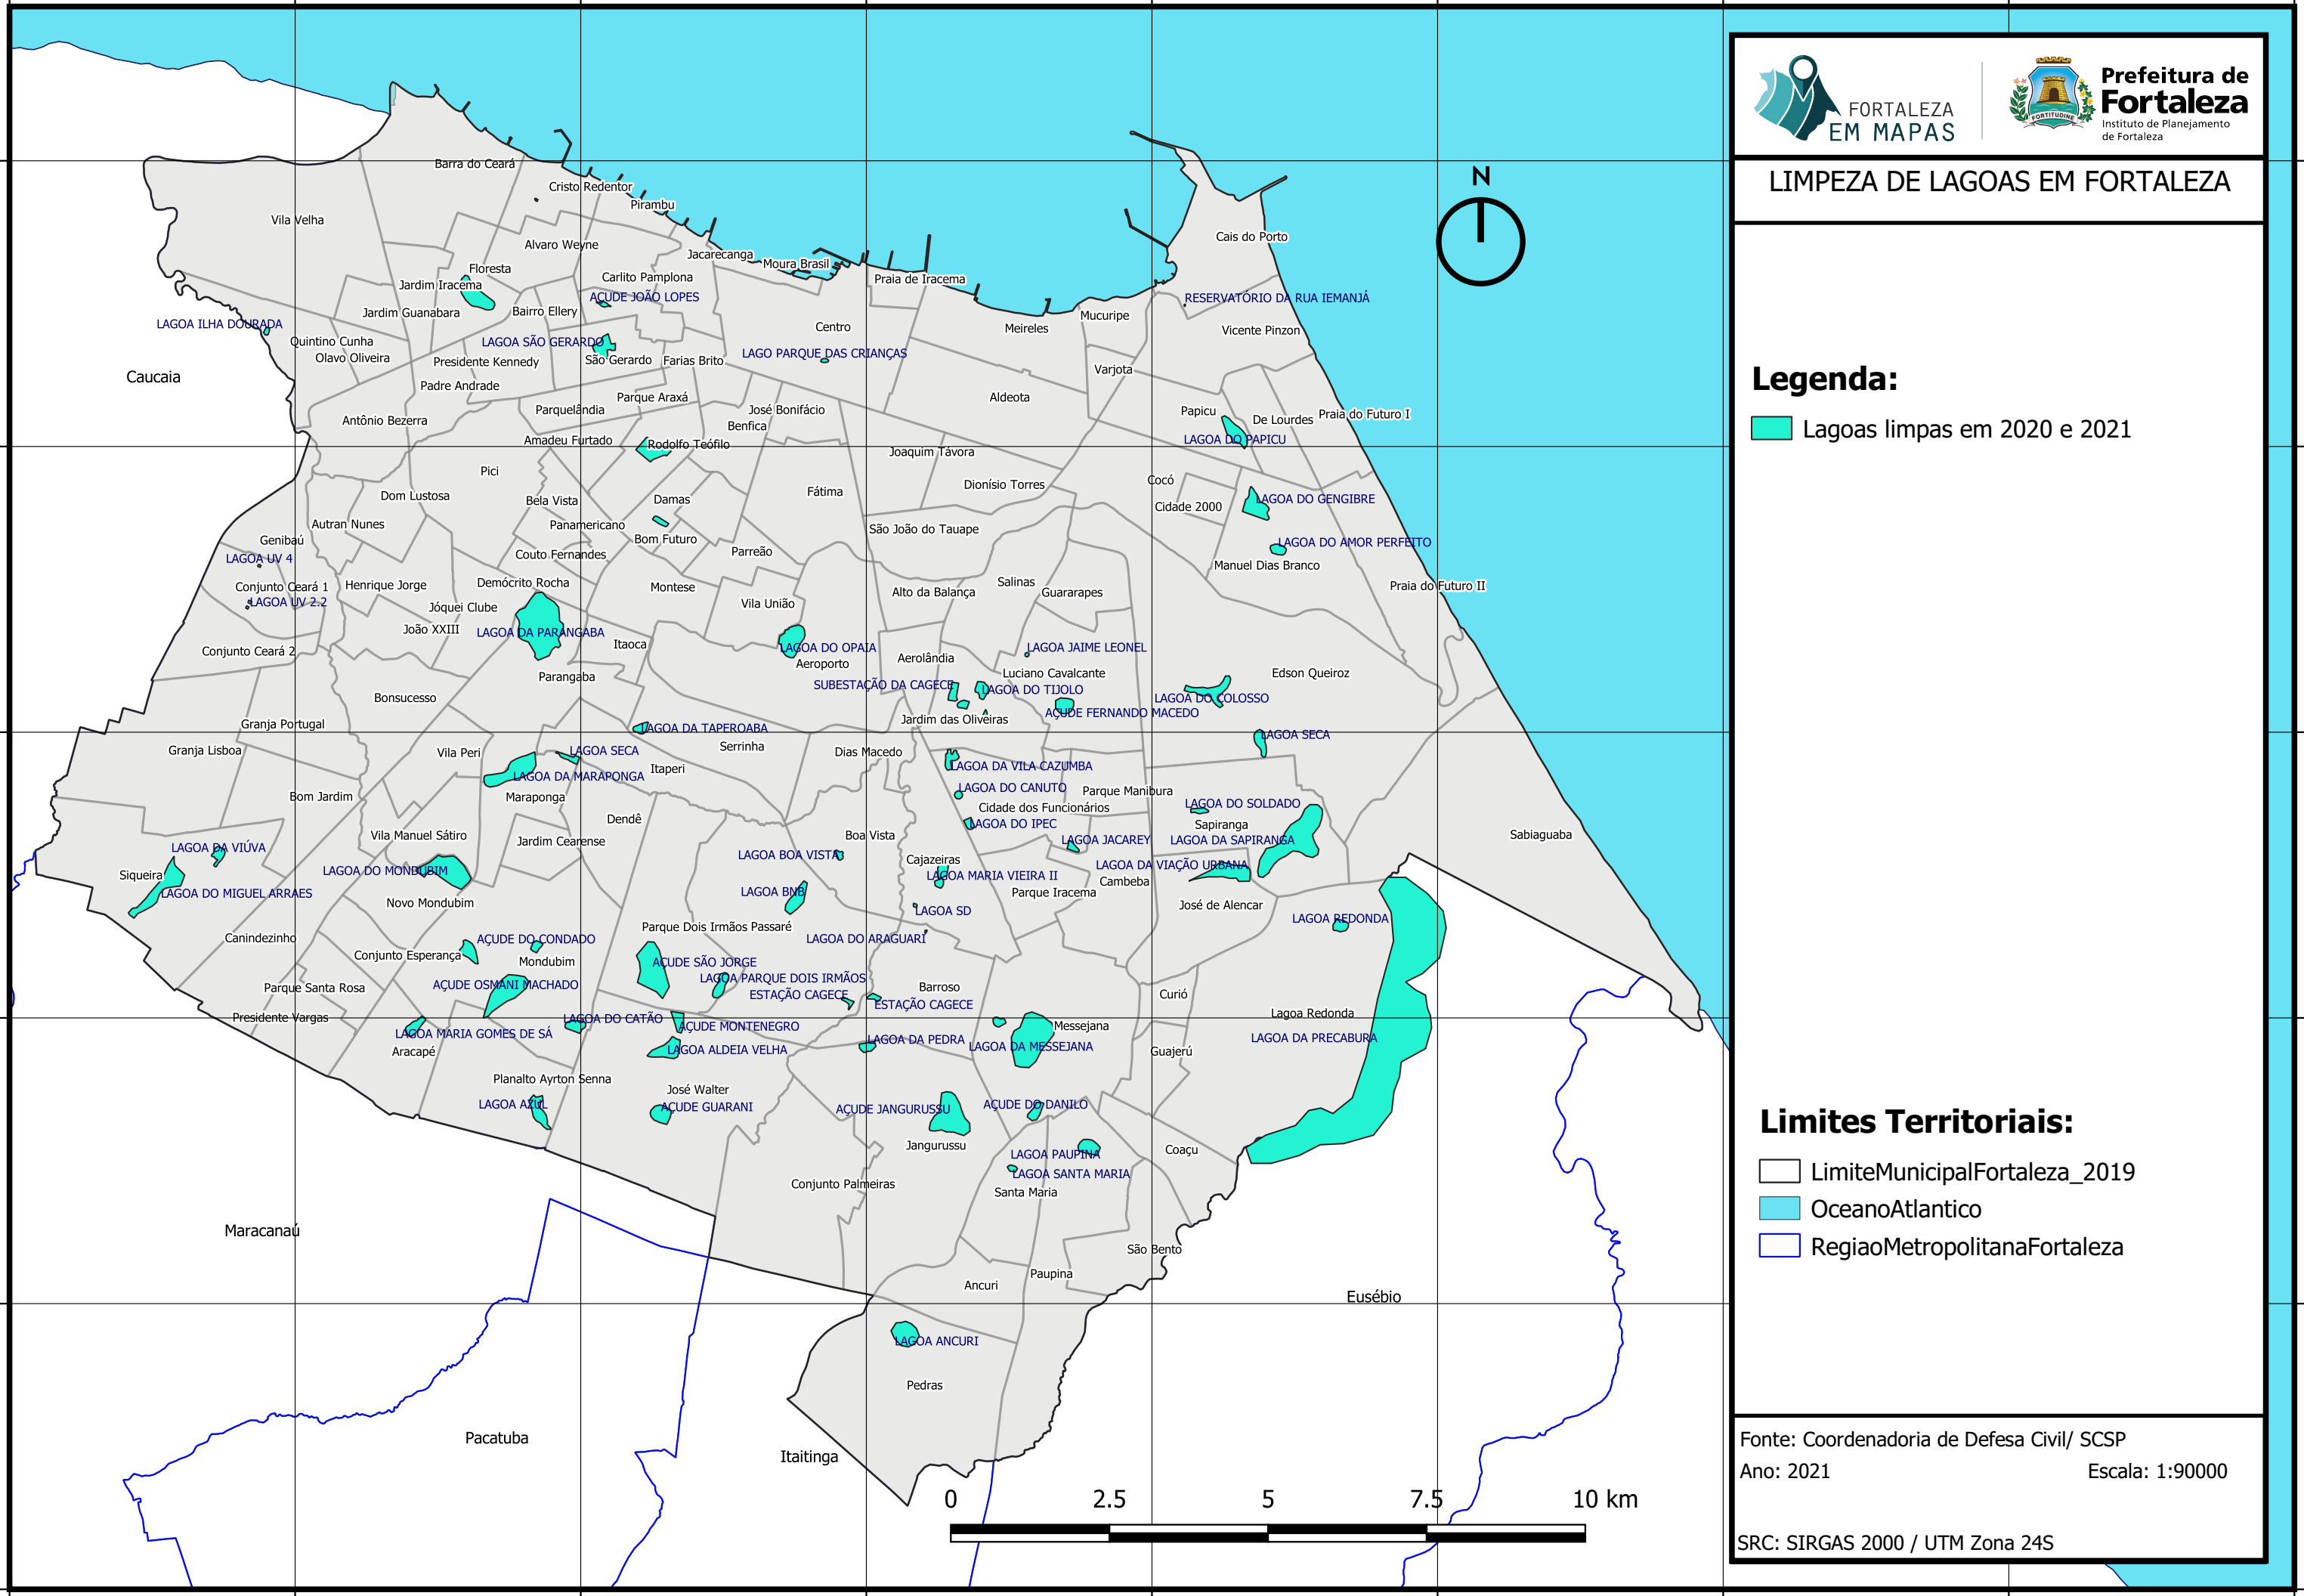 FORTALEZA
EM MAPAS
Prefeitura de
Fortaleza
Instituto de Planejamento
de Fortaleza
FORTITUDINE
LIMPEZA DE LAGOAS EM FORTALEZA
N
Barra do Ceará
Cristo Redentor
Pirambu
Vila Velha
Cais do Porto
Alvaro Weyne
Jacarecanga
Moura Brasil
Floresta
Carlito Pamplona
Praia de Iracema
Jardim Iracema
AÇUDE JOÃO LOPES
RESERVATÓRIO DA RUA IEMANJÁ
Jardim Guanabara
Bairro Ellery
Mucuripe
LAGOA ILHA DOURADA
Centro
Meireles
Vicente Pinzon
Quintino Cunha
LAGOA SÃO GERARDO
Olavo Oliveira
Presidente Kennedy
São Gerardo
Farias Brito
LAGO PARQUE DAS CRIANÇAS
Varjota
Caucaia
Padre Andrade
Parque Araxá
Aldeota
Antônio Bezerra
Parquelândia
José Bonifácio
Papicu
De Lourdes
Praia do Futuro I
Benfica
Amadeu Furtado
Rodolfo Teófilo
LAGOA DO PAPICU
Joaquim Távora
Pici
Cocó
Dionísio Torres
Dom Lustosa
Bela Vista
Damas
Fátima
LAGOA DO GENGIBRE
Cidade 2000
Autran Nunes
Panamericano
São João do Tauape
Genibaú
Bom Futuro
LAGOA DO AMOR PERFEITO
LAGOA UV 4
Couto Fernandes
Parreão
Manuel Dias Branco
Conjunto Ceará 1
Henrique Jorge
Demócrito Rocha
Montese
Salinas
Praia do Futuro II
LAGOA UV 2.2
Jóquei Clube
Vila União
Alto da Balança
Guararapes
João XXIII
LAGOA DA PARANGABA
Itaoca
LAGOA DO OPAIA
LAGOA JAIME LEONEL
Conjunto Ceará 2
Aeroporto
Aerolândia
Parangaba
Luciano Cavalcante
Edson Queiroz
SUBESTAÇÃO DA CAGECE
LAGOA DO TIJOLO
Bonsucesso
LAGOA DO COLOSSO
AÇUDE FERNANDO MACEDO
Granja Portugal
Jardim das Oliveiras
LAGOA DA TAPEROABA
LAGOA SECA
Granja Lisboa
Vila Peri
LAGOA SECA
Serrinha
Dias Macedo
LAGOA DA MARAPONGA
Itaperi
LAGOA DA VILA CAZUMBA
Bom Jardim
Maraponga
LAGOA DO CANUTO
Parque Manibura
Cidade dos Funcionários
LAGOA DO SOLDADO
Dendê
LAGOA DO IPEC
Sapiranga
Vila Manuel Sátiro
Jardim Cearense
Boa Vista
LAGOA JACAREY
LAGOA DA SAPIRANGA
Sabiaguaba
LAGOA DA VIÚVA
LAGOA BOA VISTA
Cajazeiras
LAGOA DA VIAÇÃO URBANA
Siqueira
LAGOA DO MONDUBIM
LAGOA MARIA VIEIRA II
Cambeba
LAGOA DO MIGUEL ARRAES
LAGOA BNB
Parque Iracema
Novo Mondubim
LAGOA SD
José de Alencar
LAGOA REDONDA
Parque Dois Irmãos
Passaré
Canindezinho
AÇUDE DO CONDADO
LAGOA DO ARAGUARI
Conjunto Esperança
Mondubim
AÇUDE SÃO JORGE
LAGOA PARQUE DOIS IRMÃOS
Parque Santa Rosa
AÇUDE OSMANI MACHADO
ESTAÇÃO CAGECE
Barroso
Curió
ESTAÇÃO CAGECE
Presidente Vargas
LAGOA DO CATÃO
Lagoa Redonda
LAGOA MARIA GOMES DE SÁ
AÇUDE MONTENEGRO
Messejana
LAGOA DA PEDRA
LAGOA DA MESSEJANA
LAGOA DA PRECABURA
Aracapé
LAGOA ALDEIA VELHA
Guajerú
Planalto Ayrton Senna
José Walter
LAGOA AZUL
AÇUDE GUARANI
AÇUDE JANGURUSSU
AÇUDE DO DANILO
Jangurussu
LAGOA PAUPINA
Coaçu
LAGOA SANTA MARIA
Conjunto Palmeiras
Santa Maria
Maracanaú
São Bento
Paupina
Ancuri
Eusébio
LAGOA ANCURI
Pedras
Pacatuba
Itaitinga
0 2.5 5 7.5 10 km
Legenda:
Lagoas limpas em 2020 e 2021
Limites Territoriais:
LimiteMunicipalFortaleza_2019
OceanoAtlantico
RegiaoMetropolitanaFortaleza
Fonte: Coordenadoria de Defesa Civil/ SCSP
Ano: 2021 Escala: 1:90000
SRC: SIRGAS 2000 / UTM Zona 24S